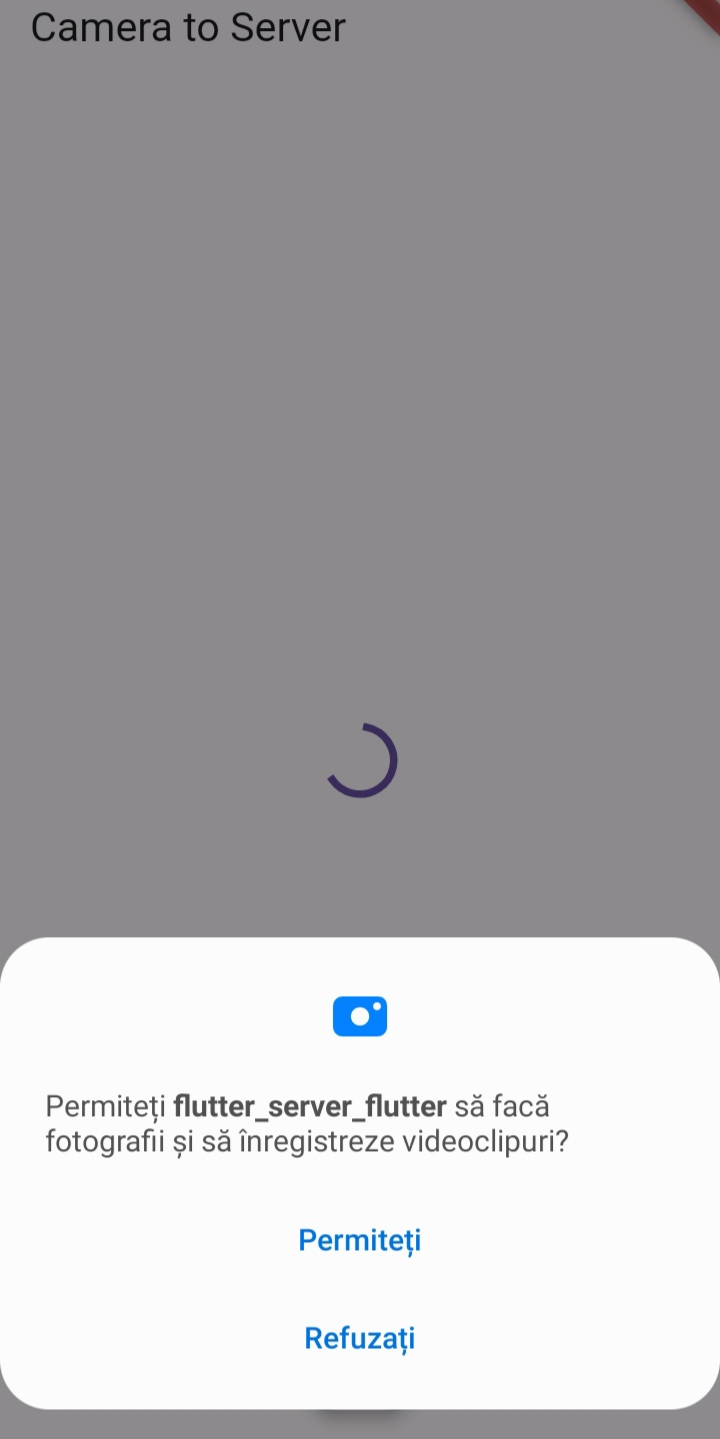 Camera to Server
Permiteți flutter_server_flutter să facă
fotografii și să înregistreze videoclipuri?
Permiteți
Refuzați